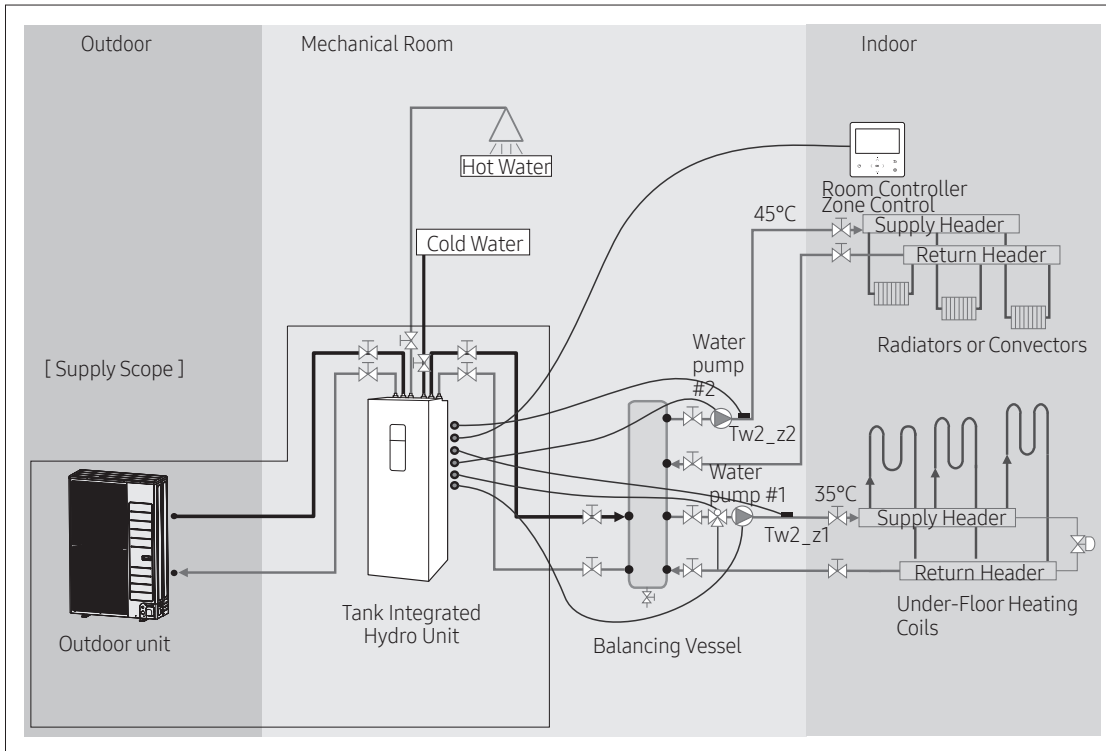 Outdoor
Mechanical Room
Indoor
Hot Water
Room Controller
Zone Control
45°C
Supply Header
Cold Water
Return Header
Water
pump
#2
Radiators or Convectors
[ Supply Scope ]
Tw2_z2
Water
pump #1
35°C
Supply Header
Tw2_z1
Return Header
Tank Integrated
Hydro Unit
Under-Floor Heating
Coils
Outdoor unit
Balancing Vessel